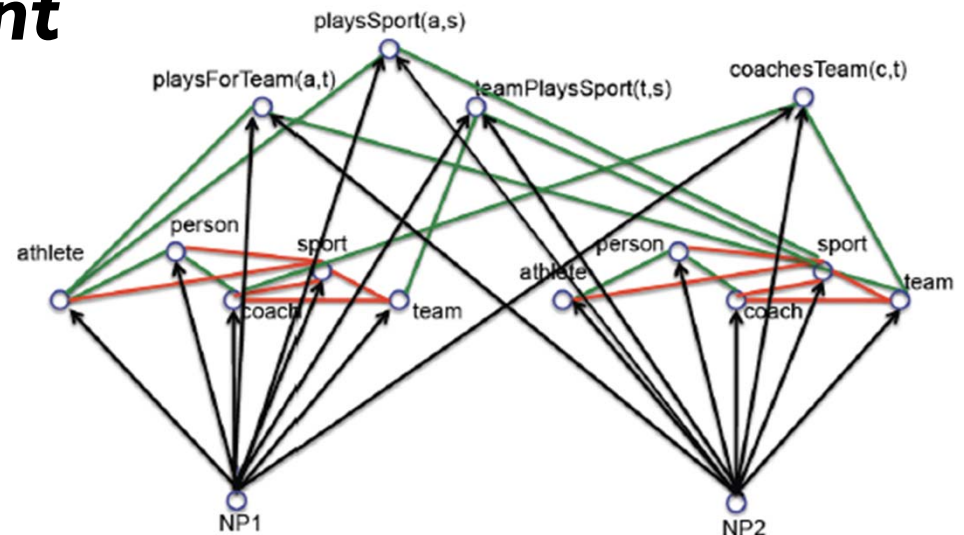 nt
playsSport(a,s)
playsForTeam(a,t)
teamPlaysSport(t,s)
coachesTeam(c,t)
person
sport
athlete
coach
team
person
sport
athlete
team
coach
NP1
NP2